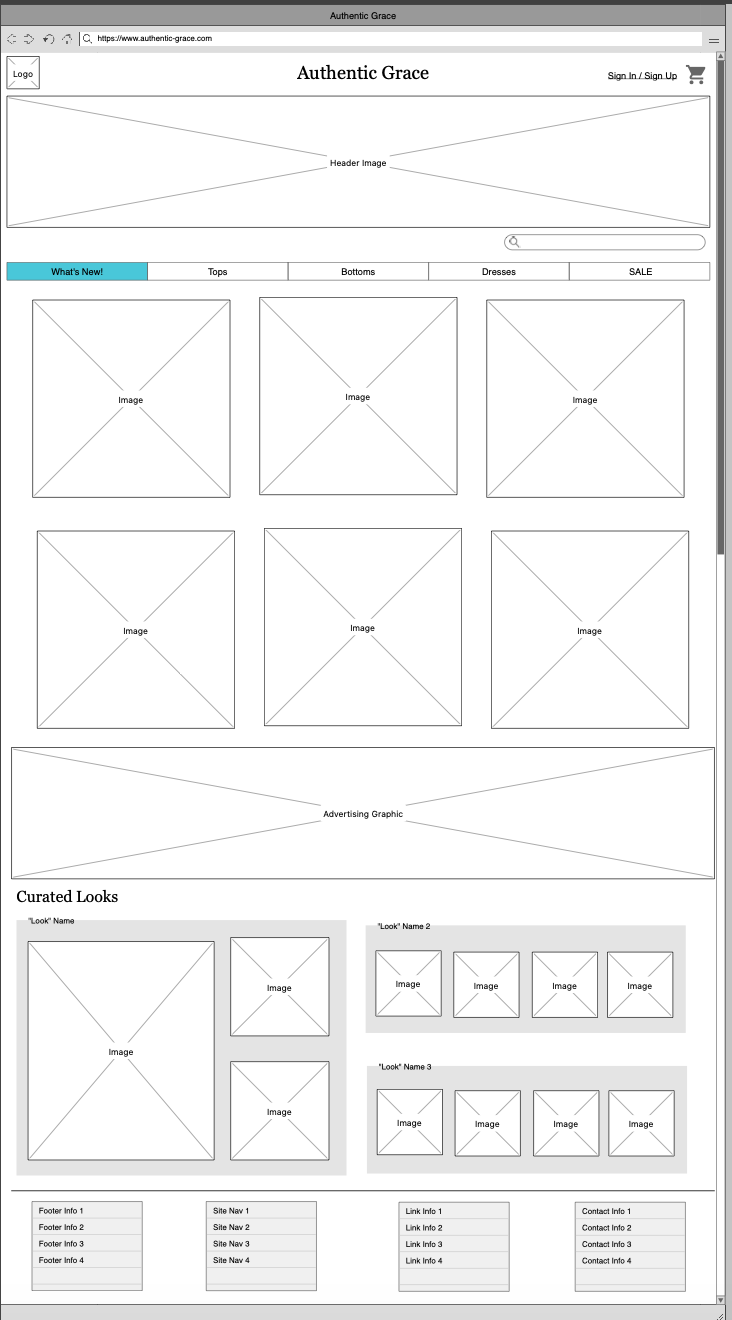 Authentic Grace
https://www.authentic-grace.com
Logo
Authentic Grace
Sign In / Sign Up
Header Image
What's New!
Tops
Bottoms
Dresses
SALE
Image
Image
Image
Image
Image
Image
Advertising Graphic
Curated Looks
"Look" Name
Image
Image
Image
"Look" Name 2
Image
Image
Image
Image
"Look" Name 3
Image
Image
Image
Image
Footer Info 1
Footer Info 2
Footer Info 3
Footer Info 4
Site Nav 1
Site Nav 2
Site Nav 3
Site Nav 4
Link Info 1
Link Info 2
Link Info 3
Link Info 4
Contact Info 1
Contact Info 2
Contact Info 3
Contact Info 4